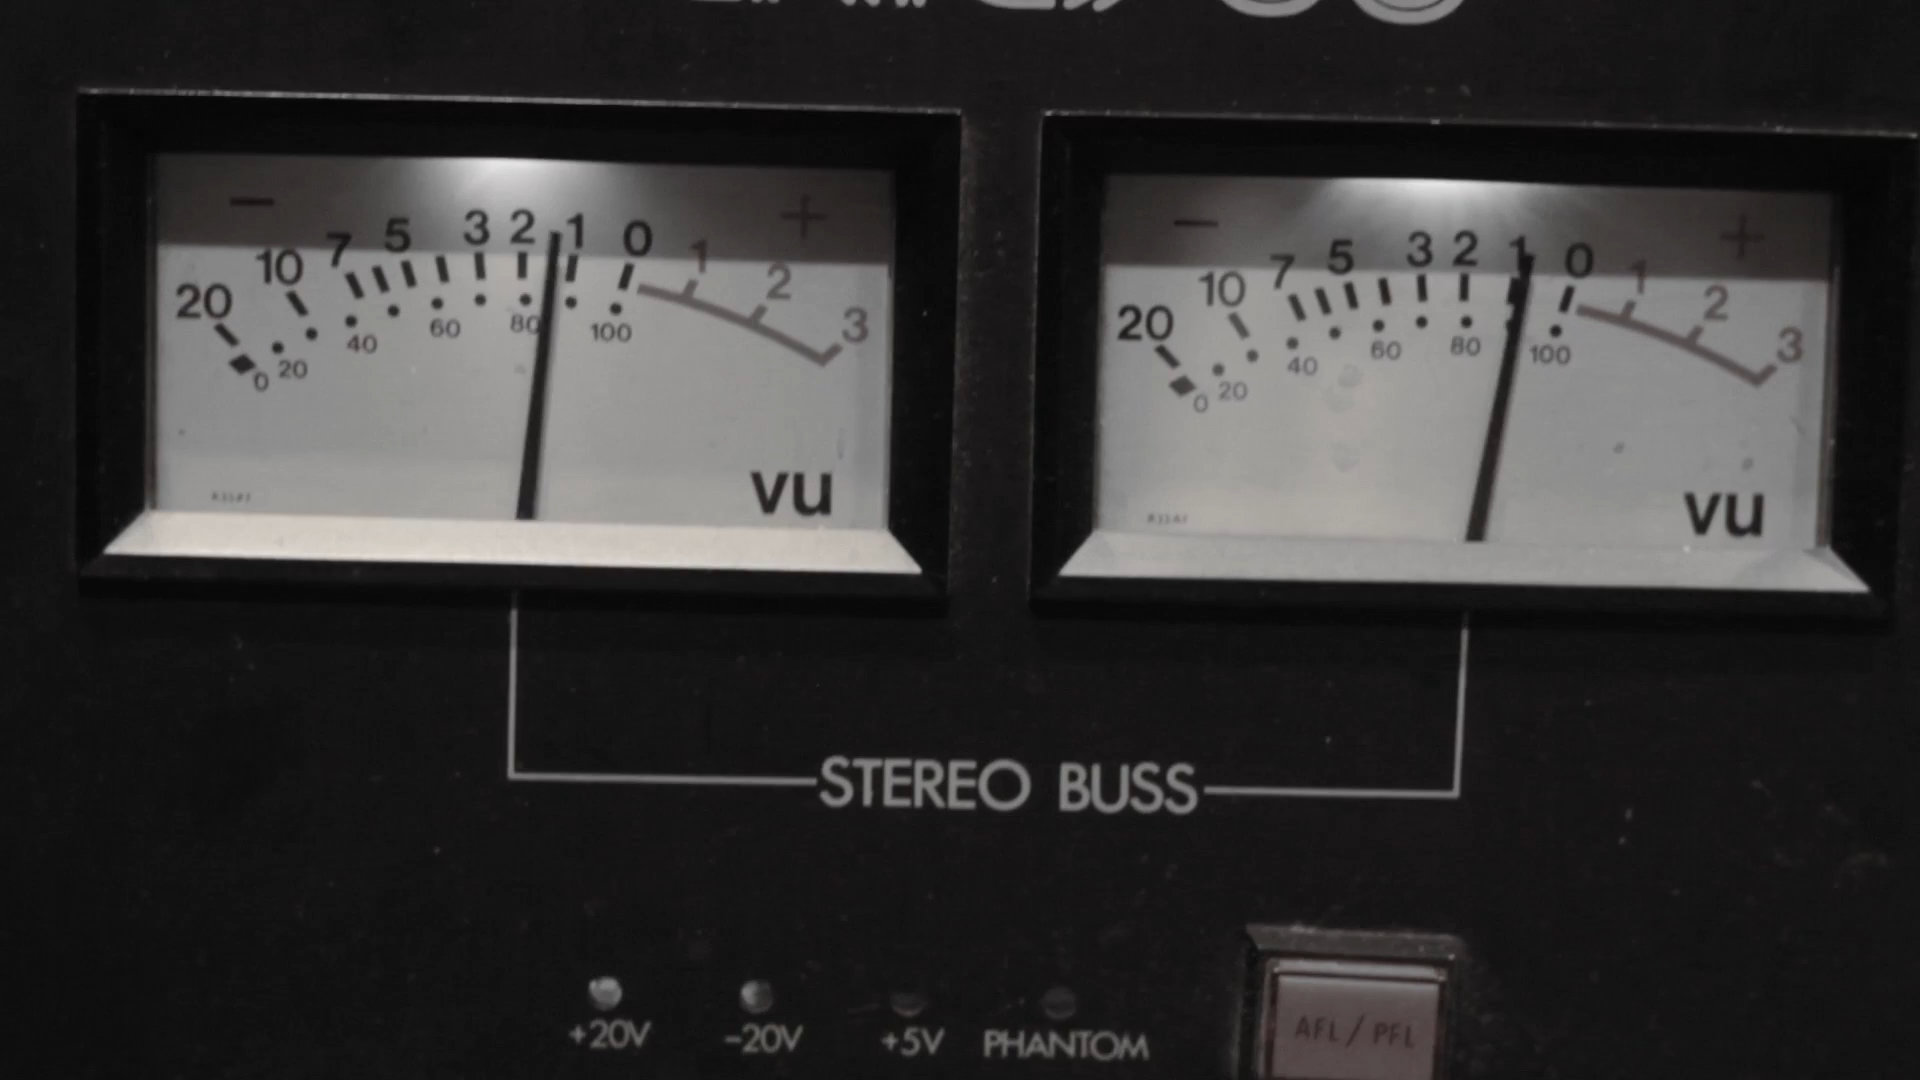 − +
20 10 7 5 3 2 1 0 1 2 3
0 20 40 60 80 100
VU
− +
20 10 7 5 3 2 1 0 1 2 3
0 20 40 60 80 100
VU
STEREO BUSS
+20V -20V +5V PHANTOM
AFL / PFL